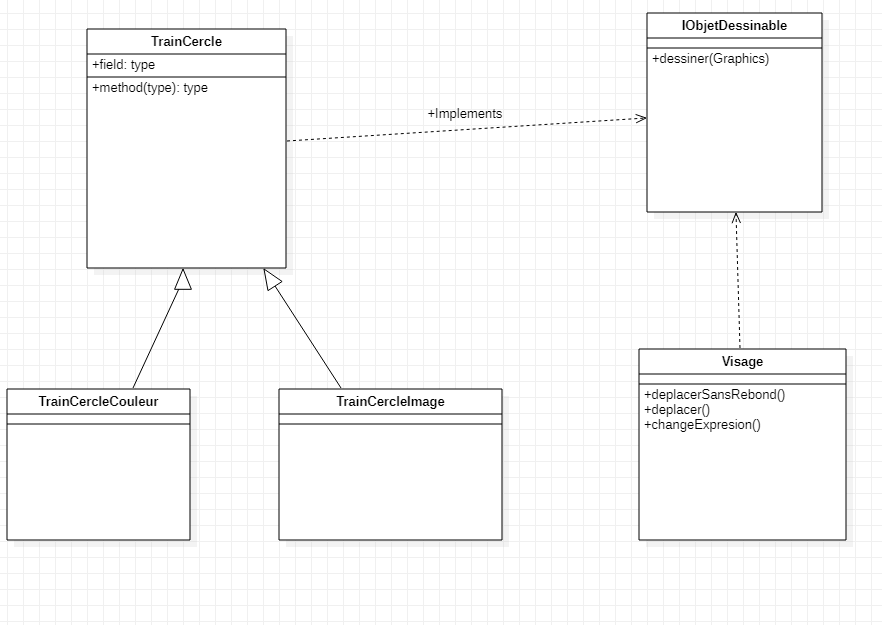 TrainCercle
+field: type
+method(type): type
+Implements
IObjetDessinable
+dessiner(Graphics)
TrainCercleCouleur
TrainCercleImage
Visage
+deplacerSansRebond()
+deplacer()
+changeExpresion()